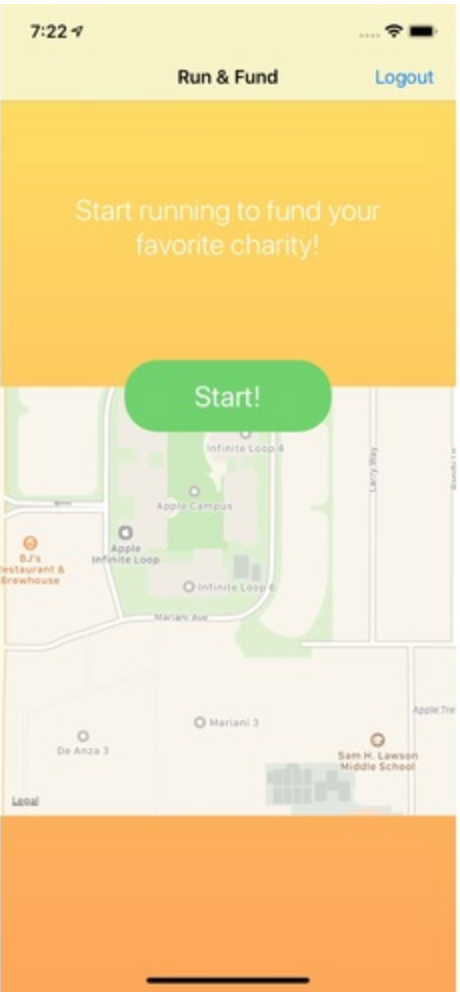 7:22
Run & Fund
Logout
Start running to fund your
favorite charity!
Start!
Infinite Loop 4
Larry Way
Apple Campus
Apple
Infinite Loop
BJ's
estaurant &
Brewhouse
Infinite Loop 6
Mariani Ave
Apple Tre
Mariani 3
De Anza 3
Sam H. Lawson
Middle School
Legal